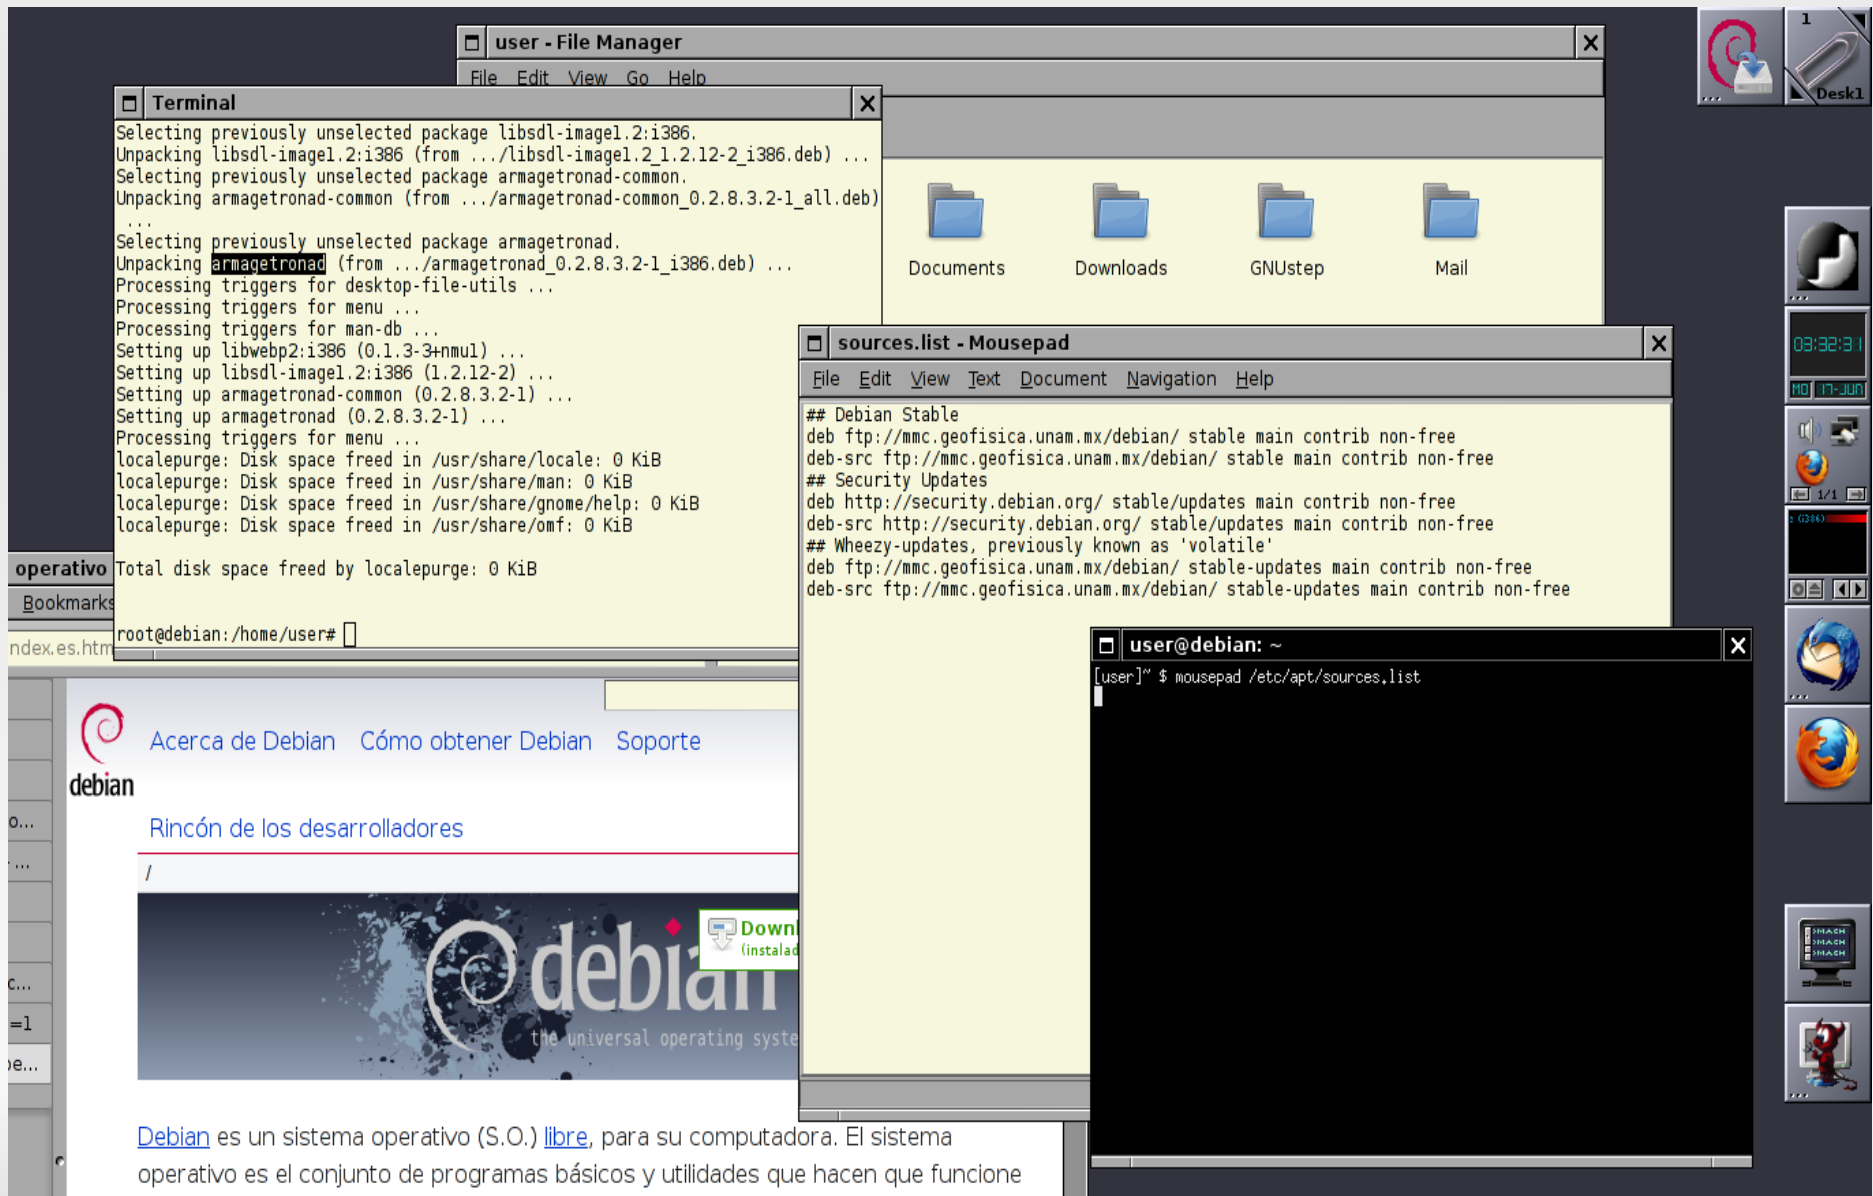 user - File Manager
File Edit View Go Help
Documents Downloads GNUstep Mail
Terminal
Selecting previously unselected package libsdl-image1.2:i386.
Unpacking libsdl-image1.2:i386 (from .../libsdl-image1.2_1.2.12-2_i386.deb) ...
Selecting previously unselected package armagetronad-common.
Unpacking armagetronad-common (from .../armagetronad-common_0.2.8.3.2-1_all.deb)
...
Selecting previously unselected package armagetronad.
Unpacking armagetronad (from .../armagetronad_0.2.8.3.2-1_i386.deb) ...
Processing triggers for desktop-file-utils ...
Processing triggers for menu ...
Processing triggers for man-db ...
Setting up libwebp2:i386 (0.1.3-3+nmu1) ...
Setting up libsdl-image1.2:i386 (1.2.12-2) ...
Setting up armagetronad-common (0.2.8.3.2-1) ...
Setting up armagetronad (0.2.8.3.2-1) ...
Processing triggers for menu ...
localepurge: Disk space freed in /usr/share/locale: 0 KiB
localepurge: Disk space freed in /usr/share/man: 0 KiB
localepurge: Disk space freed in /usr/share/gnome/help: 0 KiB
localepurge: Disk space freed in /usr/share/omf: 0 KiB
Total disk space freed by localepurge: 0 KiB
root@debian:/home/user#
sources.list - Mousepad
File Edit View Text Document Navigation Help
## Debian Stable
deb ftp://mmc.geofisica.unam.mx/debian/ stable main contrib non-free
deb-src ftp://mmc.geofisica.unam.mx/debian/ stable main contrib non-free
## Security Updates
deb http://security.debian.org/ stable/updates main contrib non-free
deb-src http://security.debian.org/ stable/updates main contrib non-free
## Wheezy-updates, previously known as 'volatile'
deb ftp://mmc.geofisica.unam.mx/debian/ stable-updates main contrib non-free
deb-src ftp://mmc.geofisica.unam.mx/debian/ stable-updates main contrib non-free
user@debian: ~
[user]~ $ mousepad /etc/apt/sources.list
operativo
Bookmarks
ndex.es.htm
o...
...
c...
=1
pe...
debian
Acerca de Debian Cómo obtener Debian Soporte
Rincón de los desarrolladores
/
debian
the universal operating syste
Downl
(instalad
Debian es un sistema operativo (S.O.) libre, para su computadora. El sistema
operativo es el conjunto de programas básicos y utilidades que hacen que funcione
1
Desk1
03:32:31
MO 17-JUN
1/1
(i386)
>MACH
>MACH
>MACH